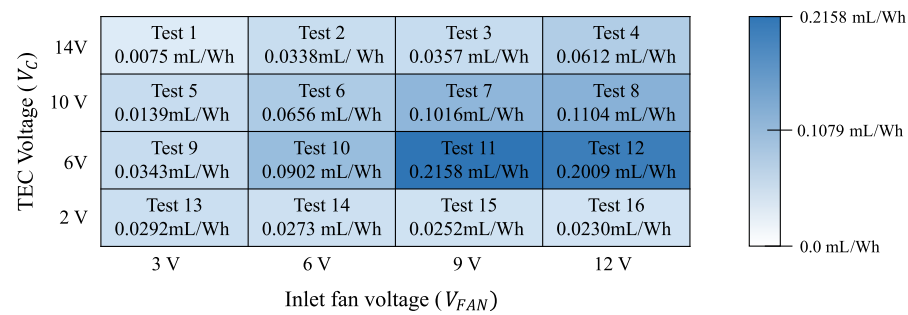 Test 1
0.0075 mL/Wh
Test 2
0.0338mL/ Wh
Test 3
0.0357 mL/Wh
Test 4
0.0612 mL/Wh
Test 5
0.0139mL/Wh
Test 6
0.0656 mL/Wh
Test 7
0.1016mL/Wh
Test 8
0.1104 mL/Wh
Test 9
0.0343mL/Wh
Test 10
0.0902 mL/Wh
Test 11
0.2158 mL/Wh
Test 12
0.2009 mL/Wh
Test 13
0.0292mL/Wh
Test 14
0.0273 mL/Wh
Test 15
0.0252mL/Wh
Test 16
0.0230mL/Wh
TEC Voltage (V_C)
14V
10 V
6V
2 V
3 V
6 V
9 V
12 V
Inlet fan voltage (V_FAN)
0.2158 mL/Wh
0.1079 mL/Wh
0.0 mL/Wh